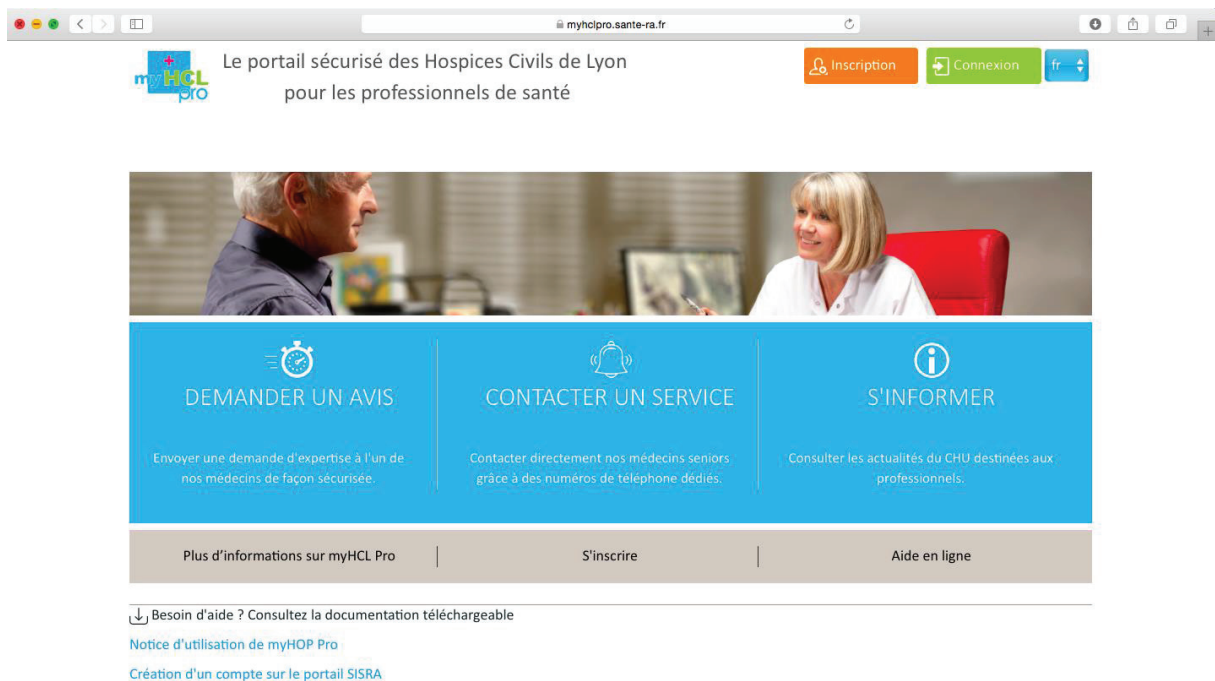 myhclpro.sante-ra.fr
myHCL
pro
Le portail sécurisé des Hospices Civils de Lyon
pour les professionnels de santé
Inscription
Connexion
fr
DEMANDER UN AVIS
CONTACTER UN SERVICE
S'INFORMER
Envoyer une demande d'expertise à l'un de
nos médecins de façon sécurisée.
Contacter directement nos médecins seniors
grâce à des numéros de téléphone dédiés.
Consulter les actualités du CHU destinées aux
professionnels.
Plus d'informations sur myHCL Pro
S'inscrire
Aide en ligne
Besoin d'aide ? Consultez la documentation téléchargeable
Notice d'utilisation de myHOP Pro
Création d'un compte sur le portail SISRA